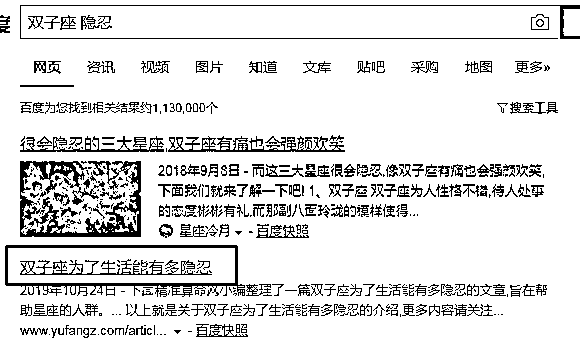 双子座 隐忍
网页 资讯 视频 图片 知道 文库 贴吧 采购 地图 更多»
百度为您找到相关结果约1,130,000个 搜索工具
很会隐忍的三大星座,双子座有痛也会强颜欢笑
2018年9月8日 - 而这三大星座很会隐忍,像双子座有痛也会强颜欢笑,
下面我们就来了解一下吧! 1、双子座 双子座为人性格不错,待人处事
的态度彬彬有礼,而那副八面玲珑的模样使得...
星座冷月 - 百度快照
双子座为了生活能有多隐忍
2019年10月24日 - 下面精准算命网小编整理了一篇双子座为了生活能有多隐忍的文章,旨在帮
助星座的人群。... 以上就是关于双子座为了生活能有多隐忍的介绍,更多内容请关注...
www.yufangz.com/articl... - 百度快照